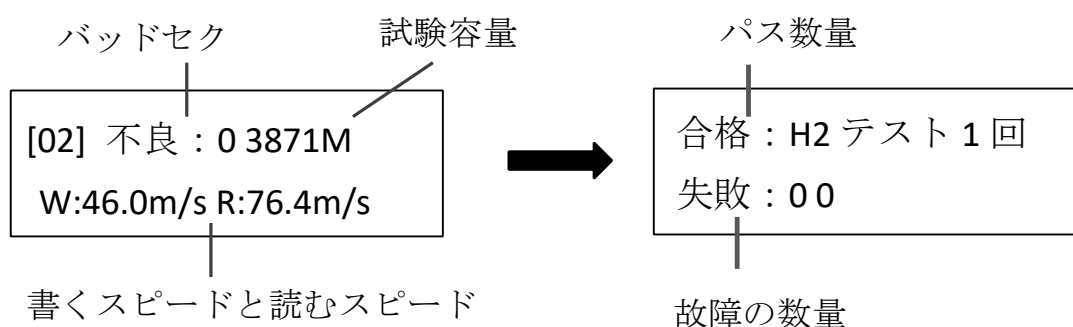 バッドセク
試験容量
[02] 不良：0 3871M
W:46.0m/s R:76.4m/s
書くスピードと読むスピード
パス数量
合格：H2 テスト 1 回
失敗：0 0
故障の数量